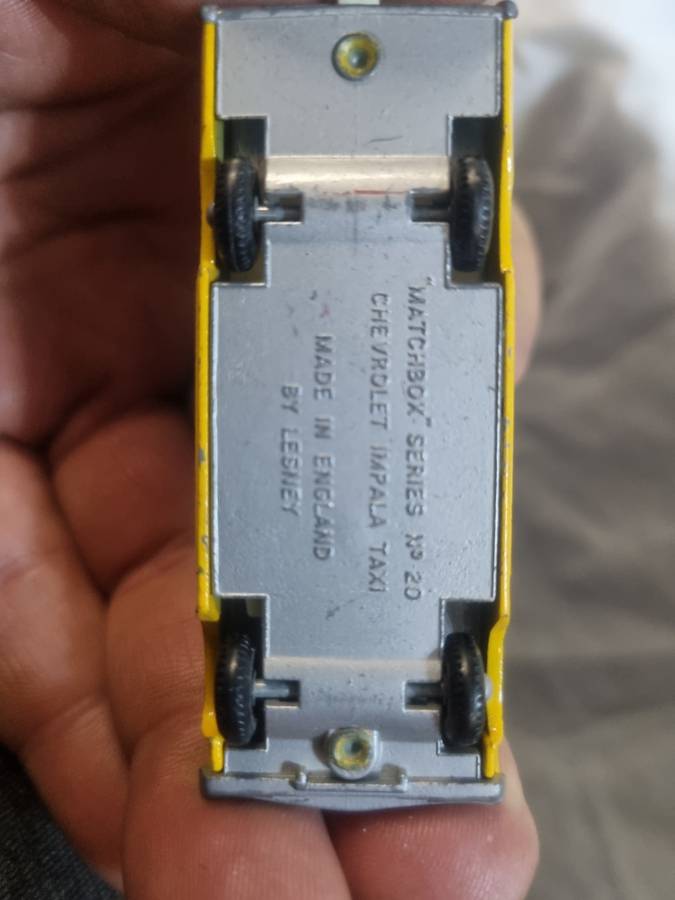 "MATCHBOX" SERIES Nº 20
CHEVROLET IMPALA TAXI
MADE IN ENGLAND
BY LESNEY